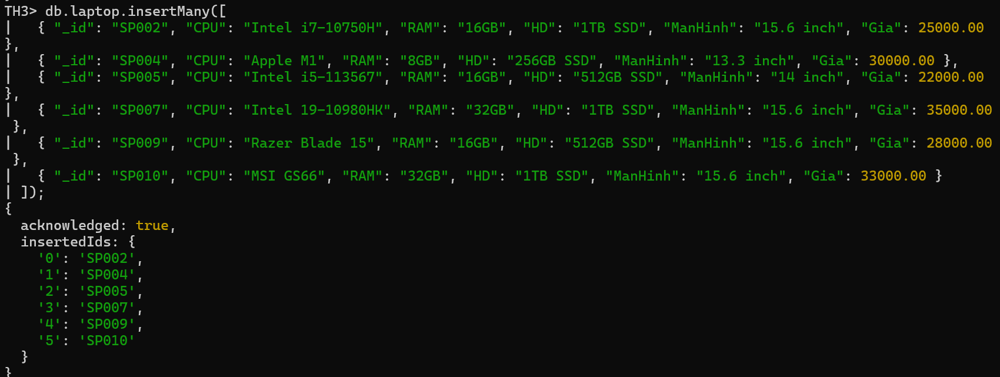 TH3> db.laptop.insertMany([
|   { "_id": "SP002", "CPU": "Intel i7-10750H", "RAM": "16GB", "HD": "1TB SSD", "ManHinh": "15.6 inch", "Gia": 25000.00
},
|   { "_id": "SP004", "CPU": "Apple M1", "RAM": "8GB", "HD": "256GB SSD", "ManHinh": "13.3 inch", "Gia": 30000.00 },
|   { "_id": "SP005", "CPU": "Intel i5-113567", "RAM": "16GB", "HD": "512GB SSD", "ManHinh": "14 inch", "Gia": 22000.00
},
|   { "_id": "SP007", "CPU": "Intel 19-10980HK", "RAM": "32GB", "HD": "1TB SSD", "ManHinh": "15.6 inch", "Gia": 35000.00
 },
|   { "_id": "SP009", "CPU": "Razer Blade 15", "RAM": "16GB", "HD": "512GB SSD", "ManHinh": "15.6 inch", "Gia": 28000.00
 },
|   { "_id": "SP010", "CPU": "MSI GS66", "RAM": "32GB", "HD": "1TB SSD", "ManHinh": "15.6 inch", "Gia": 33000.00 }
| ]);
{
  acknowledged: true,
  insertedIds: {
    '0': 'SP002',
    '1': 'SP004',
    '2': 'SP005',
    '3': 'SP007',
    '4': 'SP009',
    '5': 'SP010'
  }
}